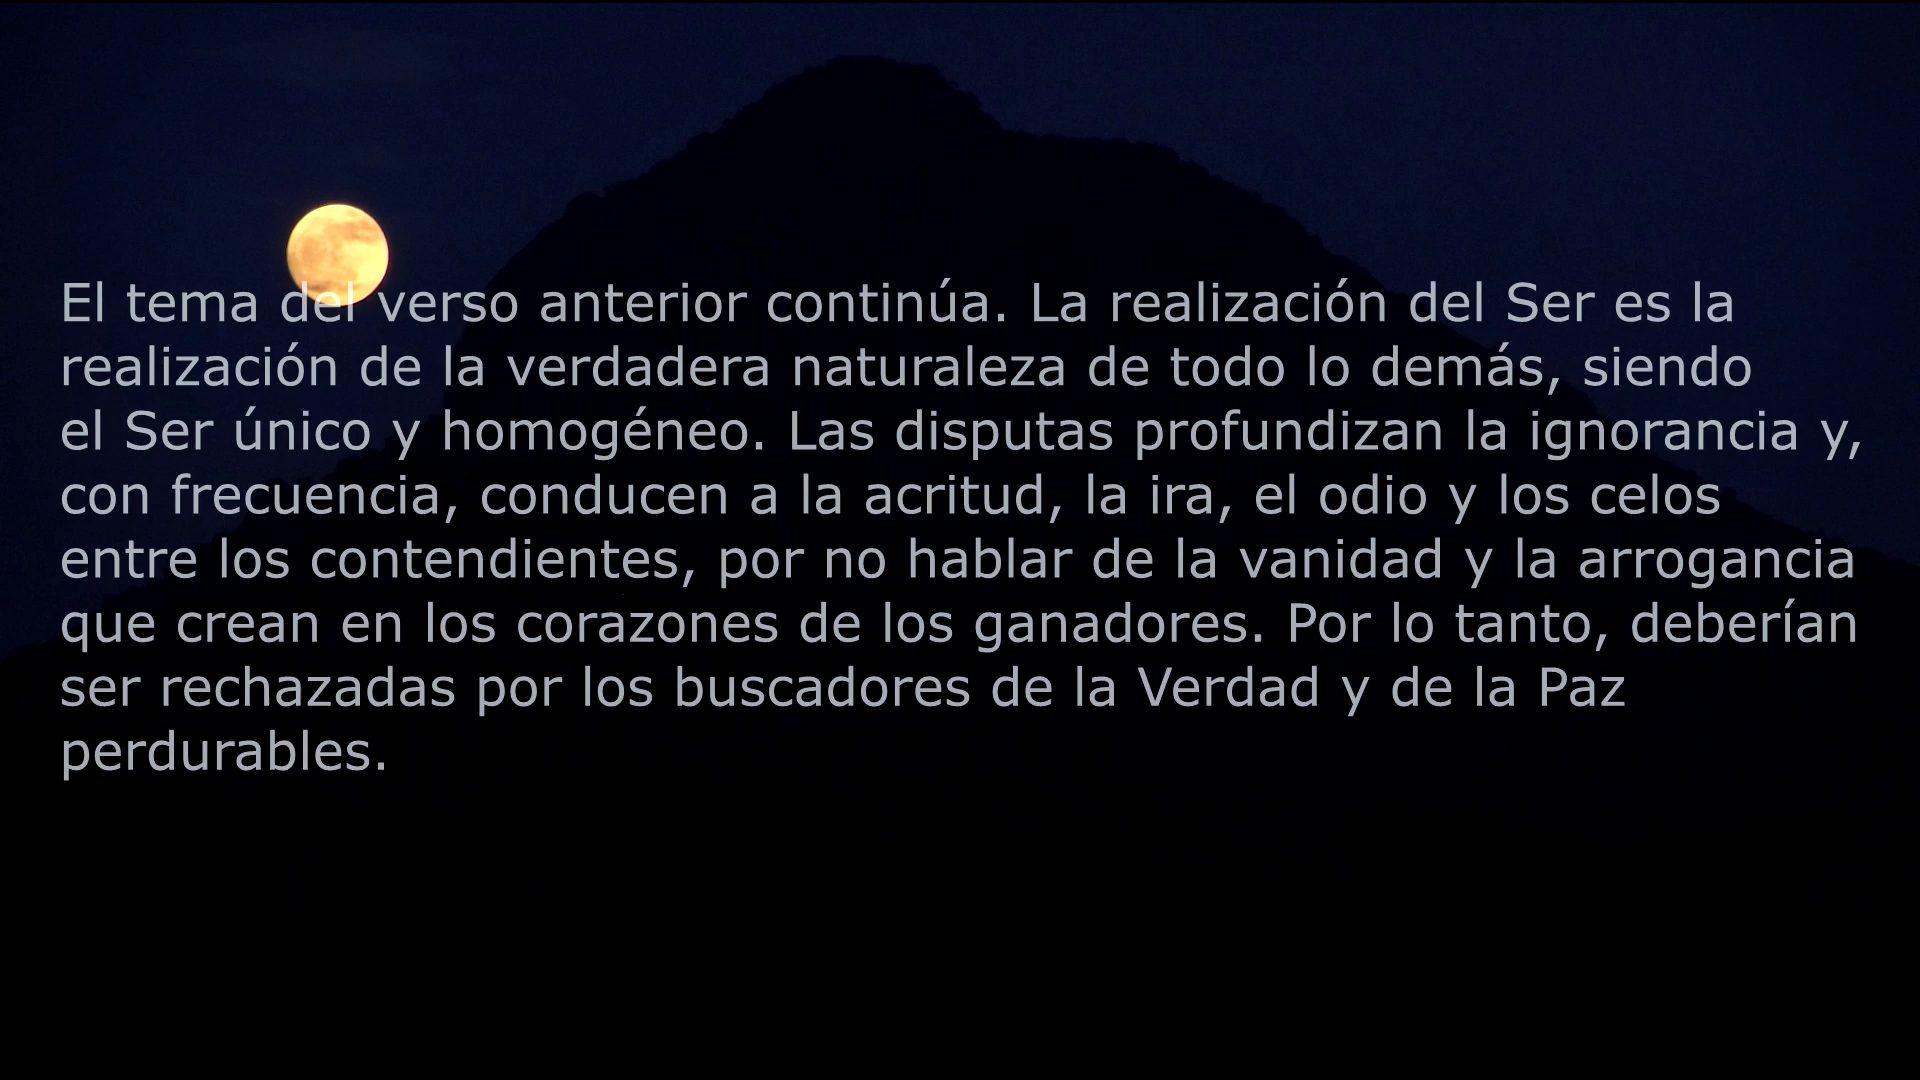 El tema del verso anterior continúa. La realización del Ser es la
realización de la verdadera naturaleza de todo lo demás, siendo
el Ser único y homogéneo. Las disputas profundizan la ignorancia y,
con frecuencia, conducen a la acritud, la ira, el odio y los celos
entre los contendientes, por no hablar de la vanidad y la arrogancia
que crean en los corazones de los ganadores. Por lo tanto, deberían
ser rechazadas por los buscadores de la Verdad y de la Paz
perdurables.